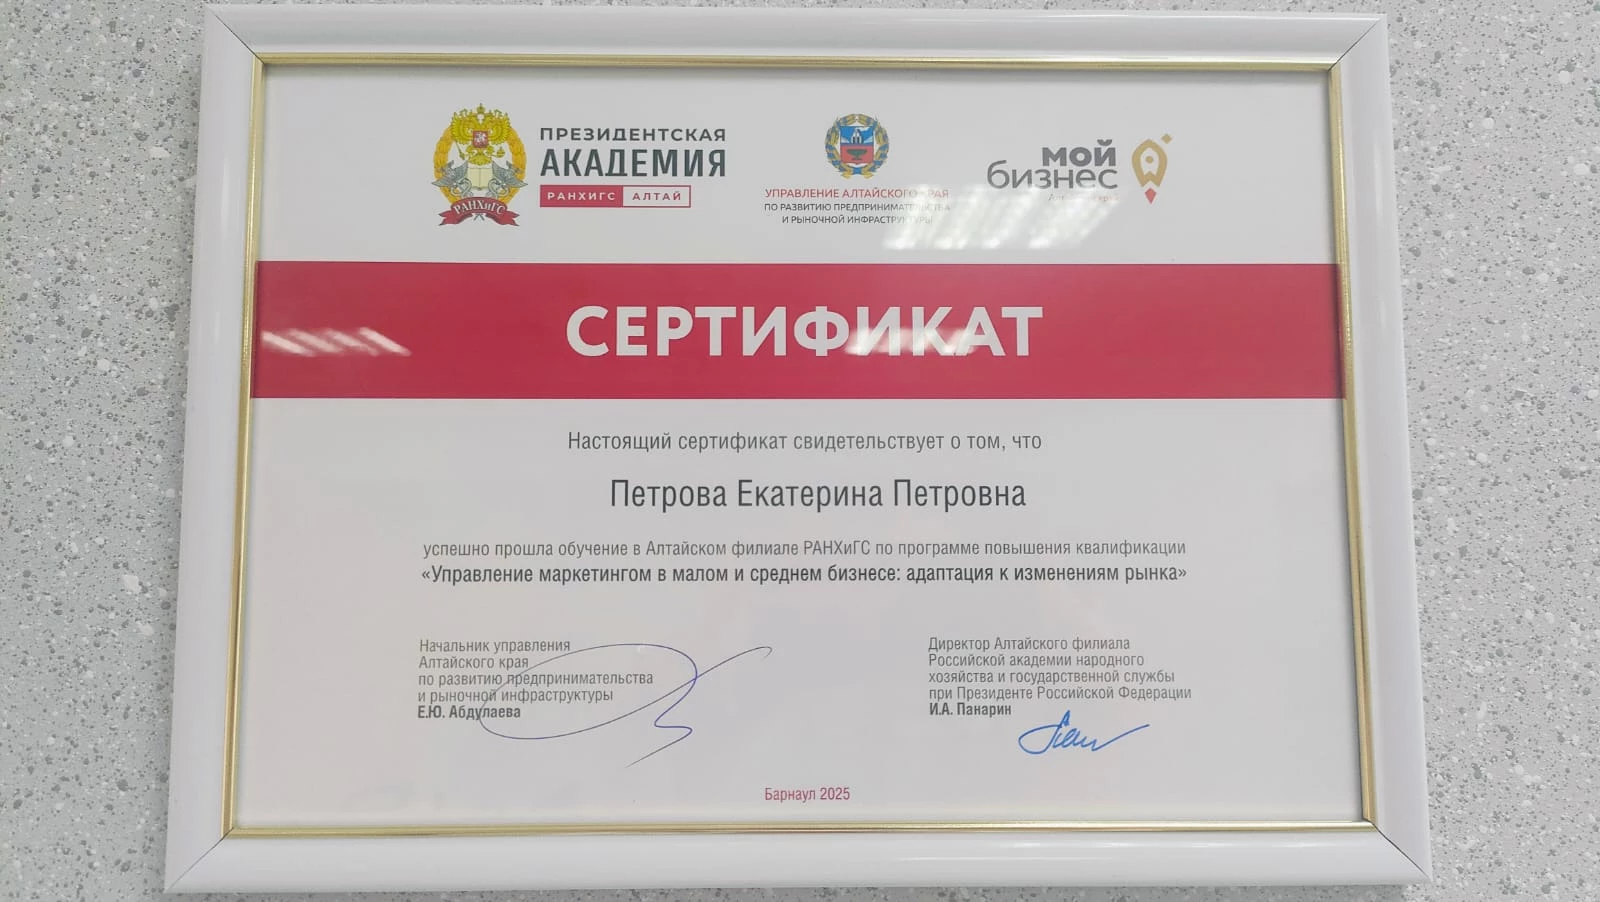 ПРЕЗИДЕНТСКАЯ
АКАДЕМИЯ
РАНХИГС АЛТАЙ
РАНХиГС
УПРАВЛЕНИЕ АЛТАЙСКОГО КРАЯ
ПО РАЗВИТИЮ ПРЕДПРИНИМАТЕЛЬСТВА
И РЫНОЧНОЙ ИНФРАСТРУКТУРЫ
мой
бизнес
Алтайский край
СЕРТИФИКАТ
Настоящий сертификат свидетельствует о том, что
Петрова Екатерина Петровна
успешно прошла обучение в Алтайском филиале РАНХиГС по программе повышения квалификации
«Управление маркетингом в малом и среднем бизнесе: адаптация к изменениям рынка»
Начальник управления
Алтайского края
по развитию предпринимательства
и рыночной инфраструктуры
Е.Ю. Абдулаева
Директор Алтайского филиала
Российской академии народного
хозяйства и государственной службы
при Президенте Российской Федерации
И.А. Панарин
Барнаул 2025